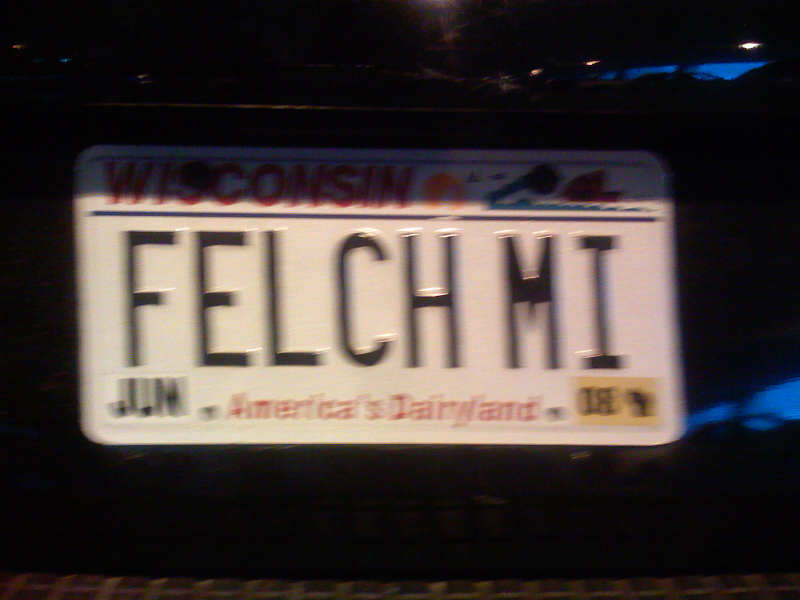 WISCONSIN
FELCH MI
JUN America's Dairyland 08